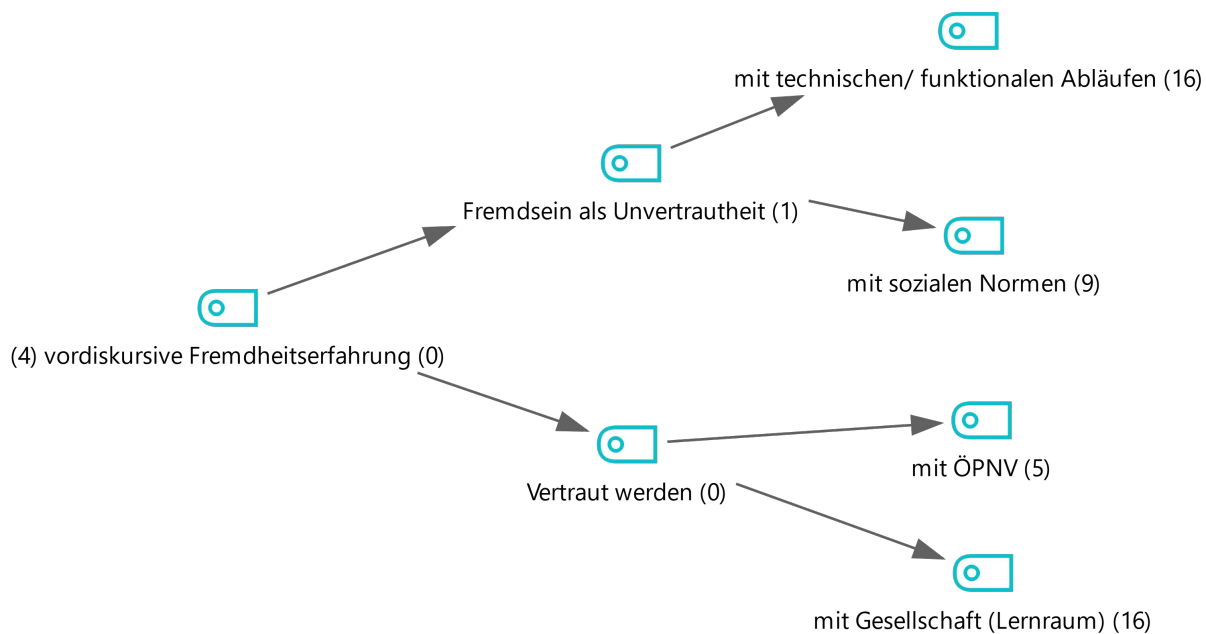 mit technischen/ funktionalen Abläufen (16)
Fremdsein als Unvertrautheit (1)
mit sozialen Normen (9)
(4) vordiskursive Fremdheitserfahrung (0)
mit ÖPNV (5)
Vertraut werden (0)
mit Gesellschaft (Lernraum) (16)